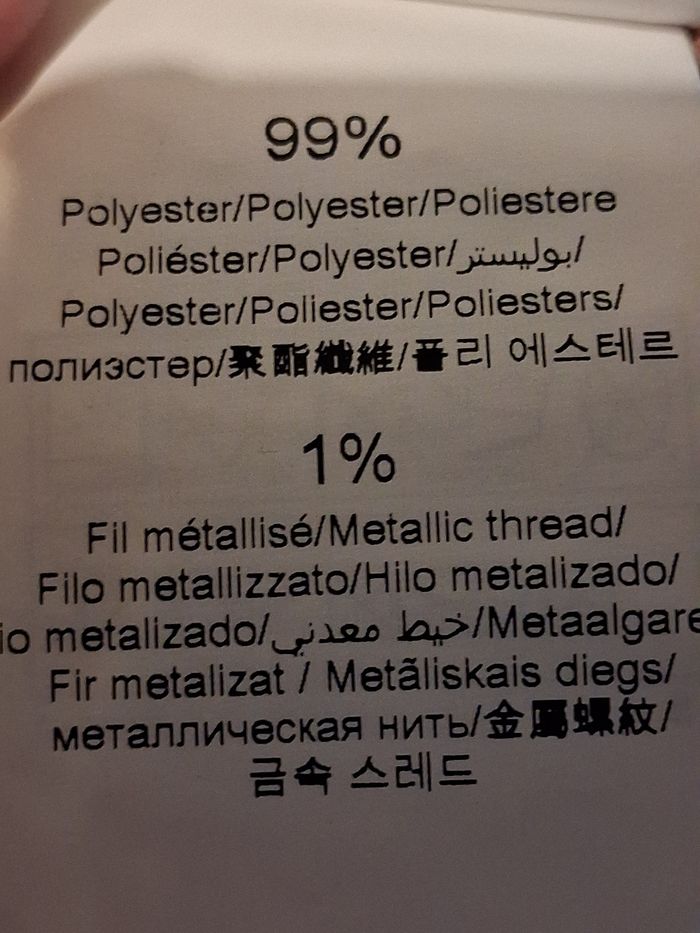 99%
Polyester/Polyester/Poliestere
Poliéster/Polyester/بوليستر/
Polyester/Poliester/Poliesters/
полиэстер/聚酯纖維/폴리 에스테르
1%
Fil métallisé/Metallic thread/
Filo metallizzato/Hilo metalizado/
io metalizado/خيط معدني/Metaalgare
Fir metalizat / Metãliskais diegs/
металлическая нить/金屬螺紋/
금속 스레드